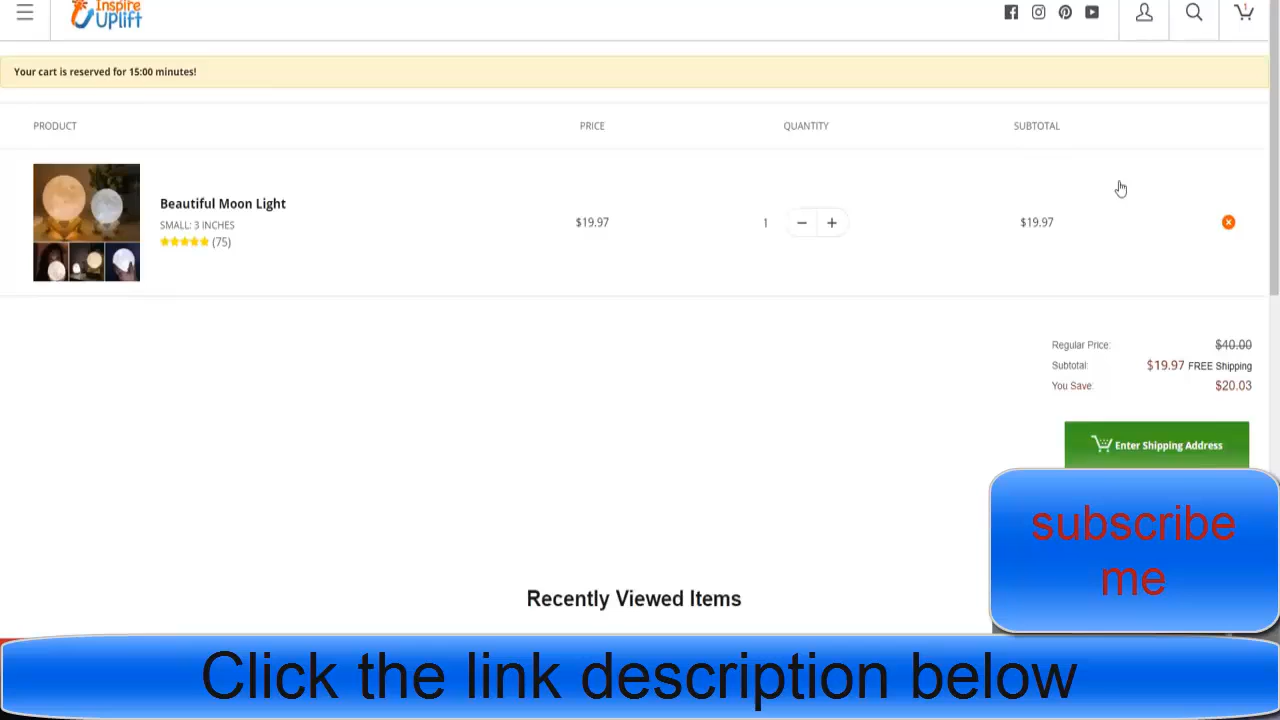 Inspire
Uplift
1
Your cart is reserved for 15:00 minutes!
PRODUCT PRICE QUANTITY SUBTOTAL
Beautiful Moon Light
SMALL: 3 INCHES
(75)
$19.97 1 − + $19.97
Regular Price: $40.00
Subtotal: $19.97 FREE Shipping
You Save: $20.03
Enter Shipping Address
subscribe
me
Recently Viewed Items
Click the link description below